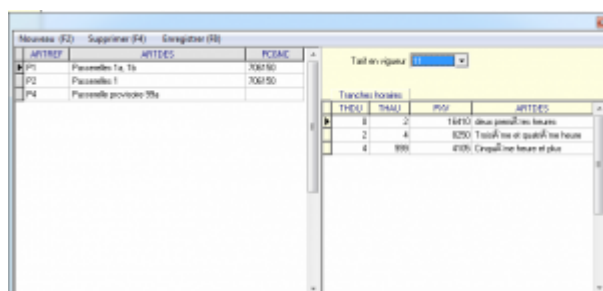 Nouveau (F2) Supprimer (F4) Enregistrer (F8)
ARTREF ARTDES PCGNC
P1 Passerelles 1a, 1b 706150
P2 Passerelles 1 706150
P4 Passerelle provisoire 99a
Tarif en vigueur 11
Tranches horaires
THDU THAU PXV ARTDES
0 2 16410 deux premiÃ¨res heures
2 4 8250 TroisiÃ¨me et quatriÃ¨me heure
4 999 4105 CinquiÃ¨me heure et plus